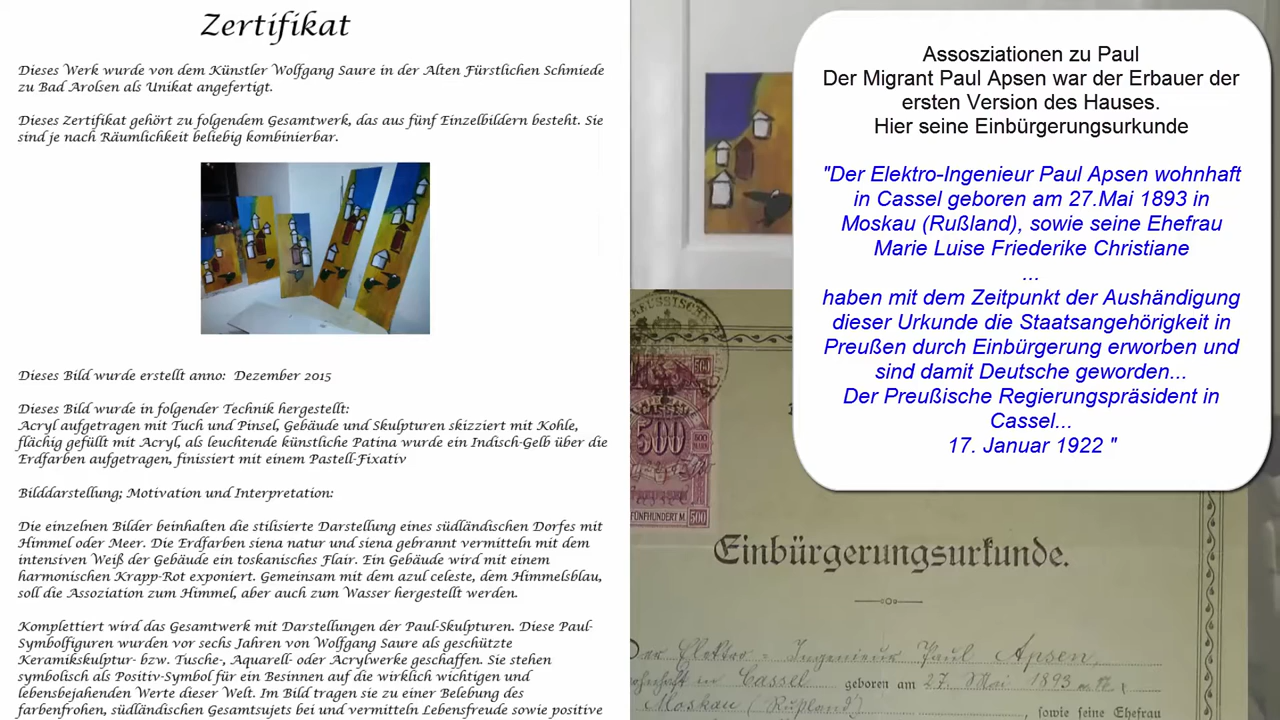 Zertifikat
Dieses Werk wurde von dem Künstler Wolfgang Saure in der Alten Fürstlichen Schmiede
zu Bad Arolsen als Unikat angefertigt.
Dieses Zertifikat gehört zu folgendem Gesamtwerk, das aus fünf Einzelbildern besteht. Sie
sind je nach Räumlichkeit beliebig kombinierbar.
Dieses Bild wurde erstellt anno: Dezember 2015
Dieses Bild wurde in folgender Technik hergestellt:
Acryl aufgetragen mit Tuch und Pinsel, Gebäude und Skulpturen skizziert mit Kohle,
flächig gefüllt mit Acryl, als leuchtende künstliche Patina wurde ein Indisch-Gelb über die
Erdfarben aufgetragen, finissiert mit einem Pastell-Fixativ
Bilddarstellung; Motivation und Interpretation:
Die einzelnen Bilder beinhalten die stilisierte Darstellung eines südländischen Dorfes mit
Himmel oder Meer. Die Erdfarben siena natur und siena gebrannt vermitteln mit dem
intensiven Weiß der Gebäude ein toskanisches Flair. Ein Gebäude wird mit einem
harmonischen Krapp-Rot exponiert. Gemeinsam mit dem azul celeste, dem Himmelsblau,
soll die Assoziation zum Himmel, aber auch zum Wasser hergestellt werden.
Komplettiert wird das Gesamtwerk mit Darstellungen der Paul-Skulpturen. Diese Paul-
Symbolfiguren wurden vor sechs Jahren von Wolfgang Saure als geschützte
Keramikskulptur- bzw. Tusche-, Aquarell- oder Acrylwerke geschaffen. Sie stehen
symbolisch als Positiv-Symbol für ein Besinnen auf die wirklich wichtigen und
lebensbejahenden Werte dieser Welt. Im Bild tragen sie zu einer Belebung des
farbenfrohen, südländischen Gesamtsujets bei und vermitteln Lebensfreude sowie positive
Assosziationen zu Paul
Der Migrant Paul Apsen war der Erbauer der
ersten Version des Hauses.
Hier seine Einbürgerungsurkunde
"Der Elektro-Ingenieur Paul Apsen wohnhaft
in Cassel geboren am 27.Mai 1893 in
Moskau (Rußland), sowie seine Ehefrau
Marie Luise Friederike Christiane
...
haben mit dem Zeitpunkt der Aushändigung
dieser Urkunde die Staatsangehörigkeit in
Preußen durch Einbürgerung erworben und
sind damit Deutsche geworden...
Der Preußische Regierungspräsident in
Cassel...
17. Januar 1922 "
500
CASSEL
500
500
FÜNFHUNDERT M.
500
Einbürgerungsurkunde.
Der Elektro-Ingenieur Paul Apsen,
in Cassel geboren am 27. Mai 1893
Moskau (Rußland) , sowie seine Ehefrau